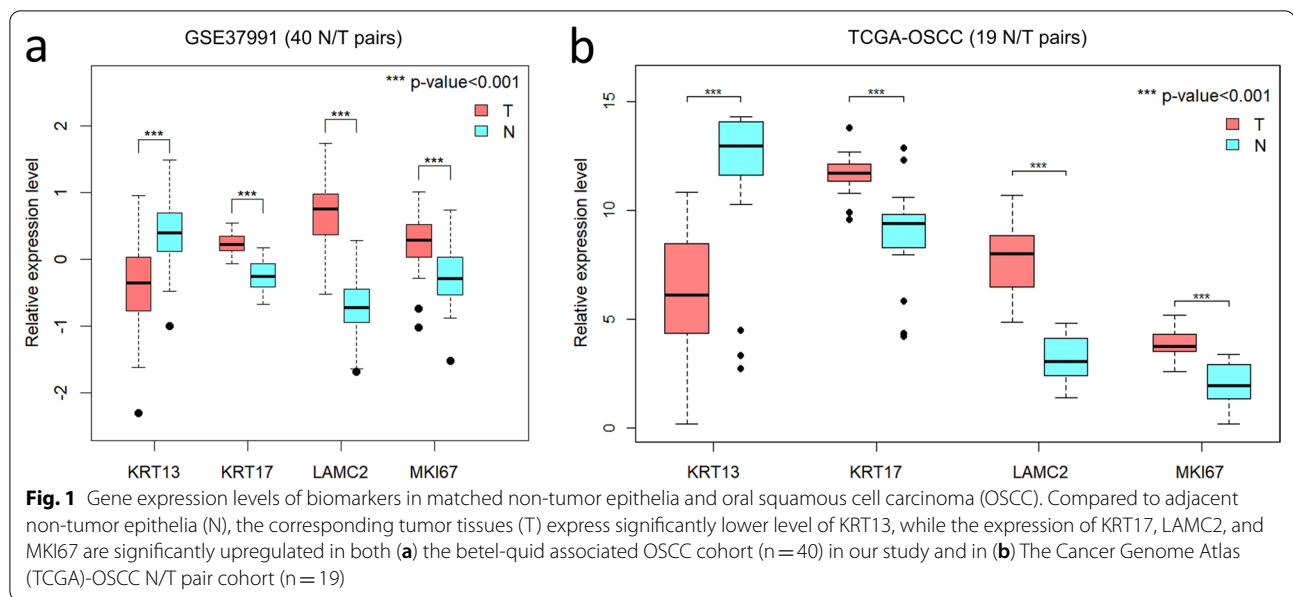 a
GSE37991 (40 N/T pairs)
*** p-value<0.001
T
N
Relative expression level
2
1
0
-1
-2
***
***
***
***
KRT13 KRT17 LAMC2 MKI67
b
TCGA-OSCC (19 N/T pairs)
*** p-value<0.001
T
N
Relative expression level
15
10
5
0
***
***
***
***
KRT13 KRT17 LAMC2 MKI67
Fig. 1 Gene expression levels of biomarkers in matched non-tumor epithelia and oral squamous cell carcinoma (OSCC). Compared to adjacent
non-tumor epithelia (N), the corresponding tumor tissues (T) express significantly lower level of KRT13, while the expression of KRT17, LAMC2, and
MKI67 are significantly upregulated in both (a) the betel-quid associated OSCC cohort (n = 40) in our study and in (b) The Cancer Genome Atlas
(TCGA)-OSCC N/T pair cohort (n = 19)